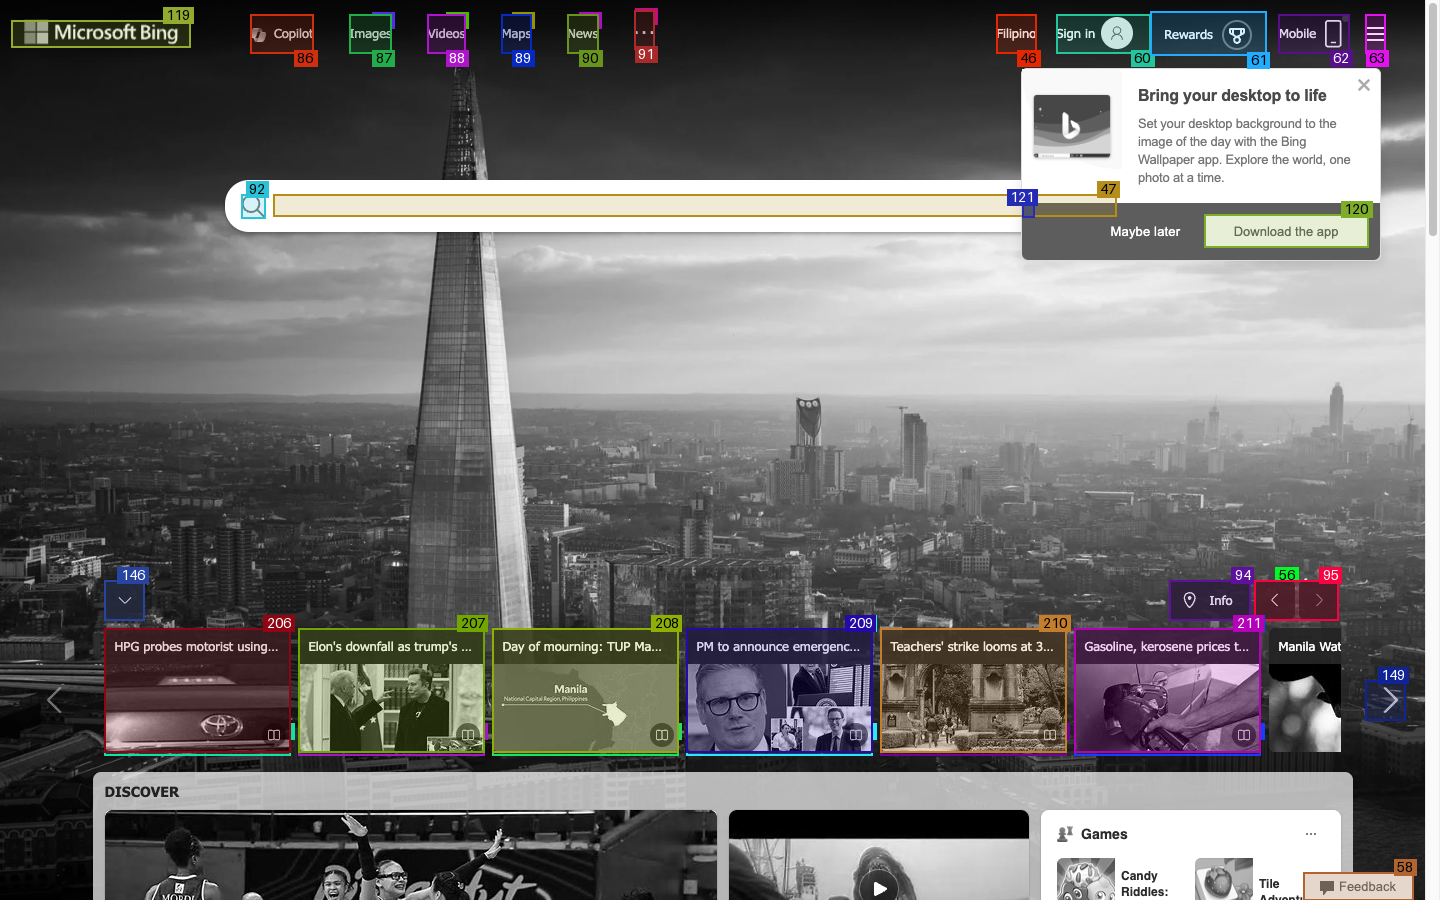 119
Microsoft Bing
Copilot
86
Images
87
Videos
88
Maps
89
News
90
...
91
Filipino
46
Sign in
60
Rewards
61
Mobile
62
63
Bring your desktop to life
Set your desktop background to the
image of the day with the Bing
Wallpaper app. Explore the world, one
photo at a time.
92
121
47
120
Maybe later
Download the app
146
94
56
95
Info
206
207
208
209
210
211
HPG probes motorist using...
Elon's downfall as trump's ...
Day of mourning: TUP Ma...
PM to announce emergenc...
Teachers' strike looms at 3...
Gasoline, kerosene prices t...
Manila Wat
149
Manila
National Capital Region, Philippines
DISCOVER
Games
...
Candy
Riddles:
Tile
58
Feedback